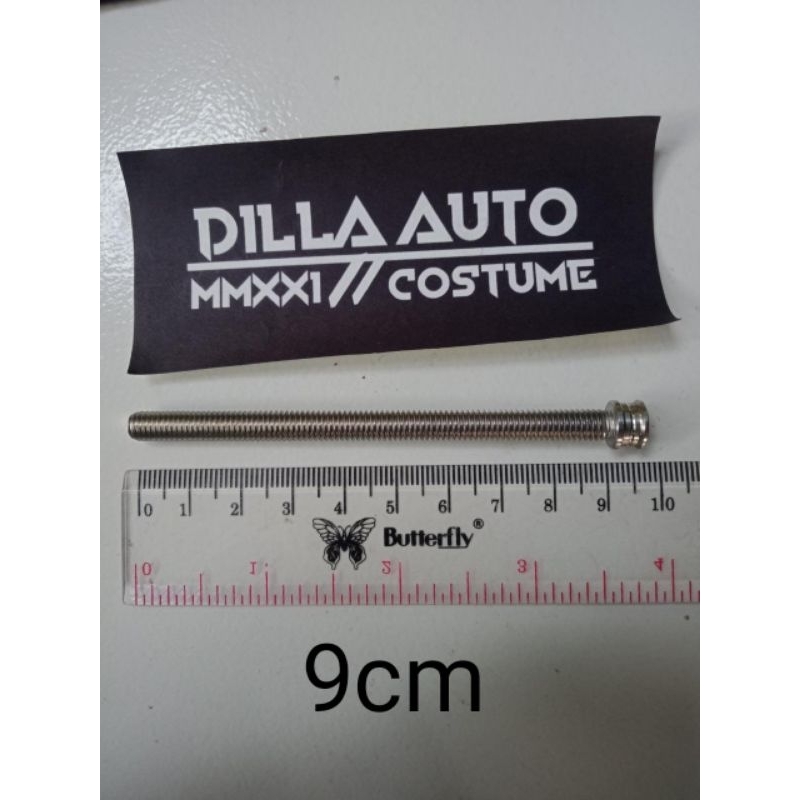 DILLA AUTO
MMXXI // COSTUME
0 1 2 3 4 5 6 7 8 9 10
Butterfly®
0 1 2 3 4
9cm